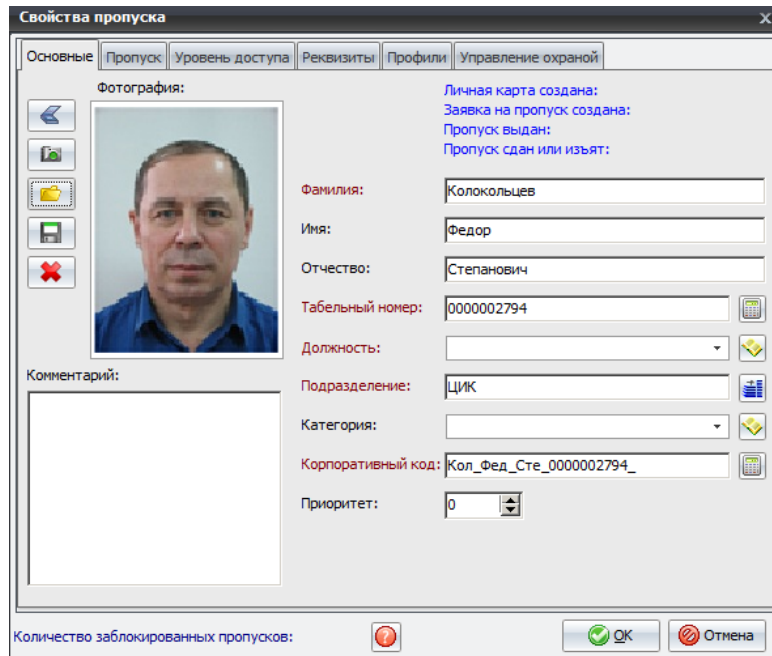 Свойства пропуска
Основные Пропуск Уровень доступа Реквизиты Профили Управление охраной
Фотография:
Личная карта создана:
Заявка на пропуск создана:
Пропуск выдан:
Пропуск сдан или изъят:
Фамилия: Колокольцев
Имя: Федор
Отчество: Степанович
Табельный номер: 0000002794
Должность:
Комментарий:
Подразделение: ЦИК
Категория:
Корпоративный код: Кол_Фед_Сте_0000002794_
Приоритет: 0
Количество заблокированных пропусков: OK Отмена